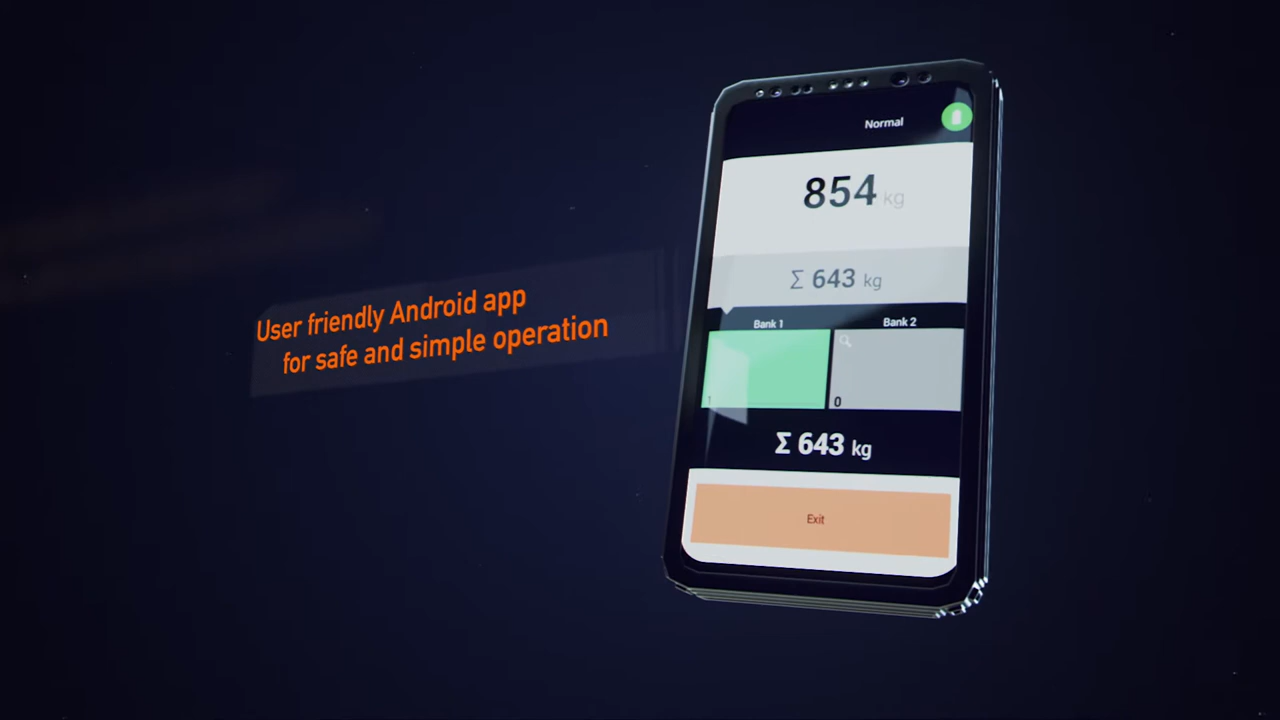 User friendly Android app
for safe and simple operation
Normal
854 kg
Σ 643 kg
Bank 1
Bank 2
1
0
Σ 643 kg
Exit